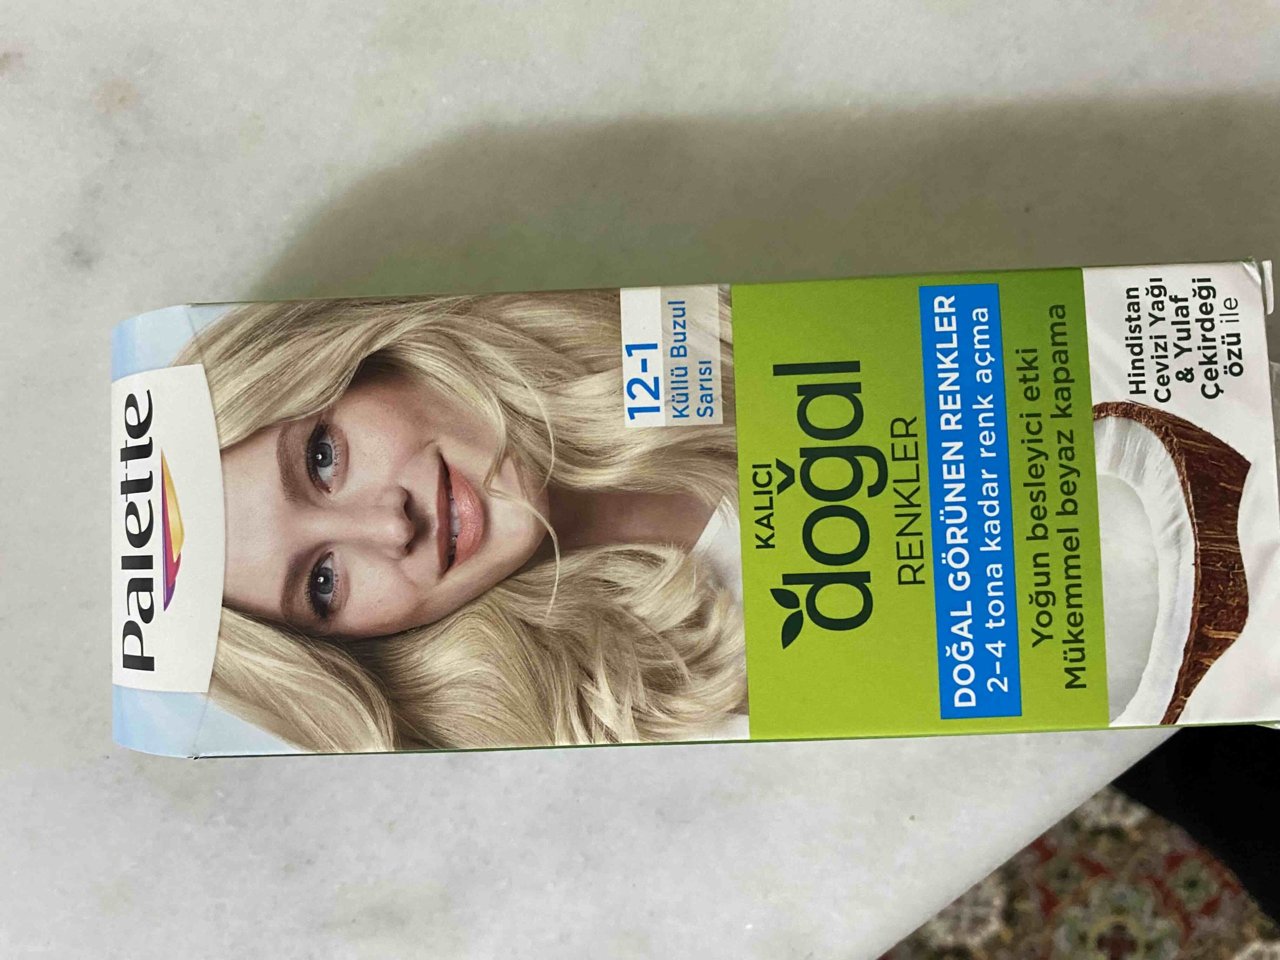 Palette
12-1
Küllü Buzul
Sarısı
KALICI
doğal
RENKLER
DOĞAL GÖRÜNEN RENKLER
2-4 tona kadar renk açma
Yoğun besleyici etki
Mükemmel beyaz kapama
Hindistan
Cevizi Yağı
& Yulaf
Çekirdeği
özü ile